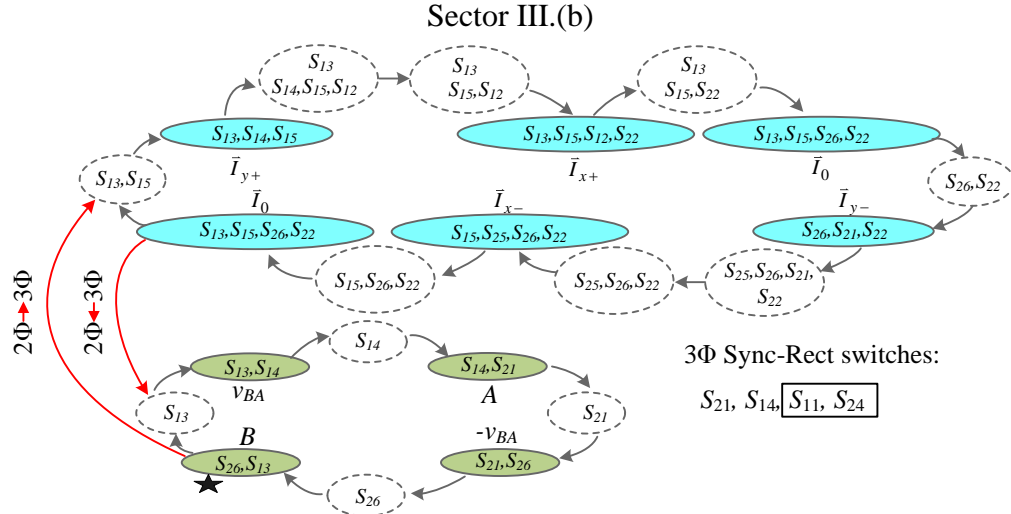 Sector III.(b)
S13
S14,S15,S12
S13
S15,S12
S13
S15,S22
S13,S14,S15
S13,S15,S12,S22
S13,S15,S26,S22
I⃗y+
I⃗x+
I⃗0
S13,S15
S26,S22
I⃗0
I⃗x−
I⃗y−
S13,S15,S26,S22
S15,S25,S26,S22
S26,S21,S22
S15,S26,S22
S25,S26,S22
S25,S26,S21,
S22
2Φ→3Φ
2Φ→3Φ
S14
S13,S14
vBA
S14,S21
A
3Φ Sync-Rect switches:
S21, S14, S11, S24
S13
S21
B
-vBA
S26,S13
S21,S26
S26